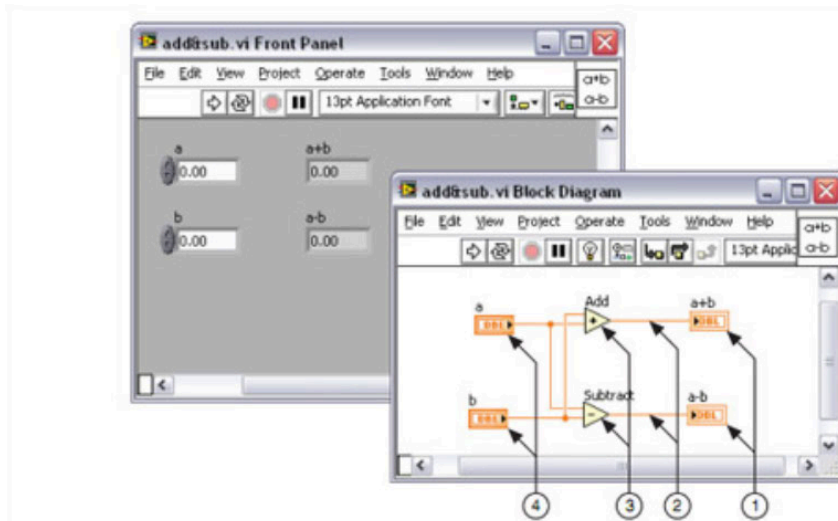 add&sub.vi Front Panel
File Edit View Project Operate Tools Window Help
a+b
a-b
13pt Application Font
a
0.00
a+b
0.00
b
0.00
a-b
0.00
add&sub.vi Block Diagram
File Edit View Project Operate Tools Window Help
a+b
a-b
13pt Applic
a
DBL
Add
a+b
DBL
b
DBL
Subtract
a-b
DBL
4 3 2 1